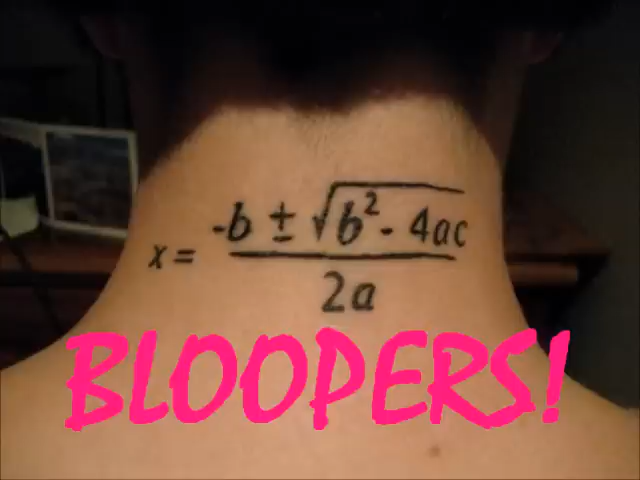 x = -b ± √b² - 4ac
2a
BLOOPERS!